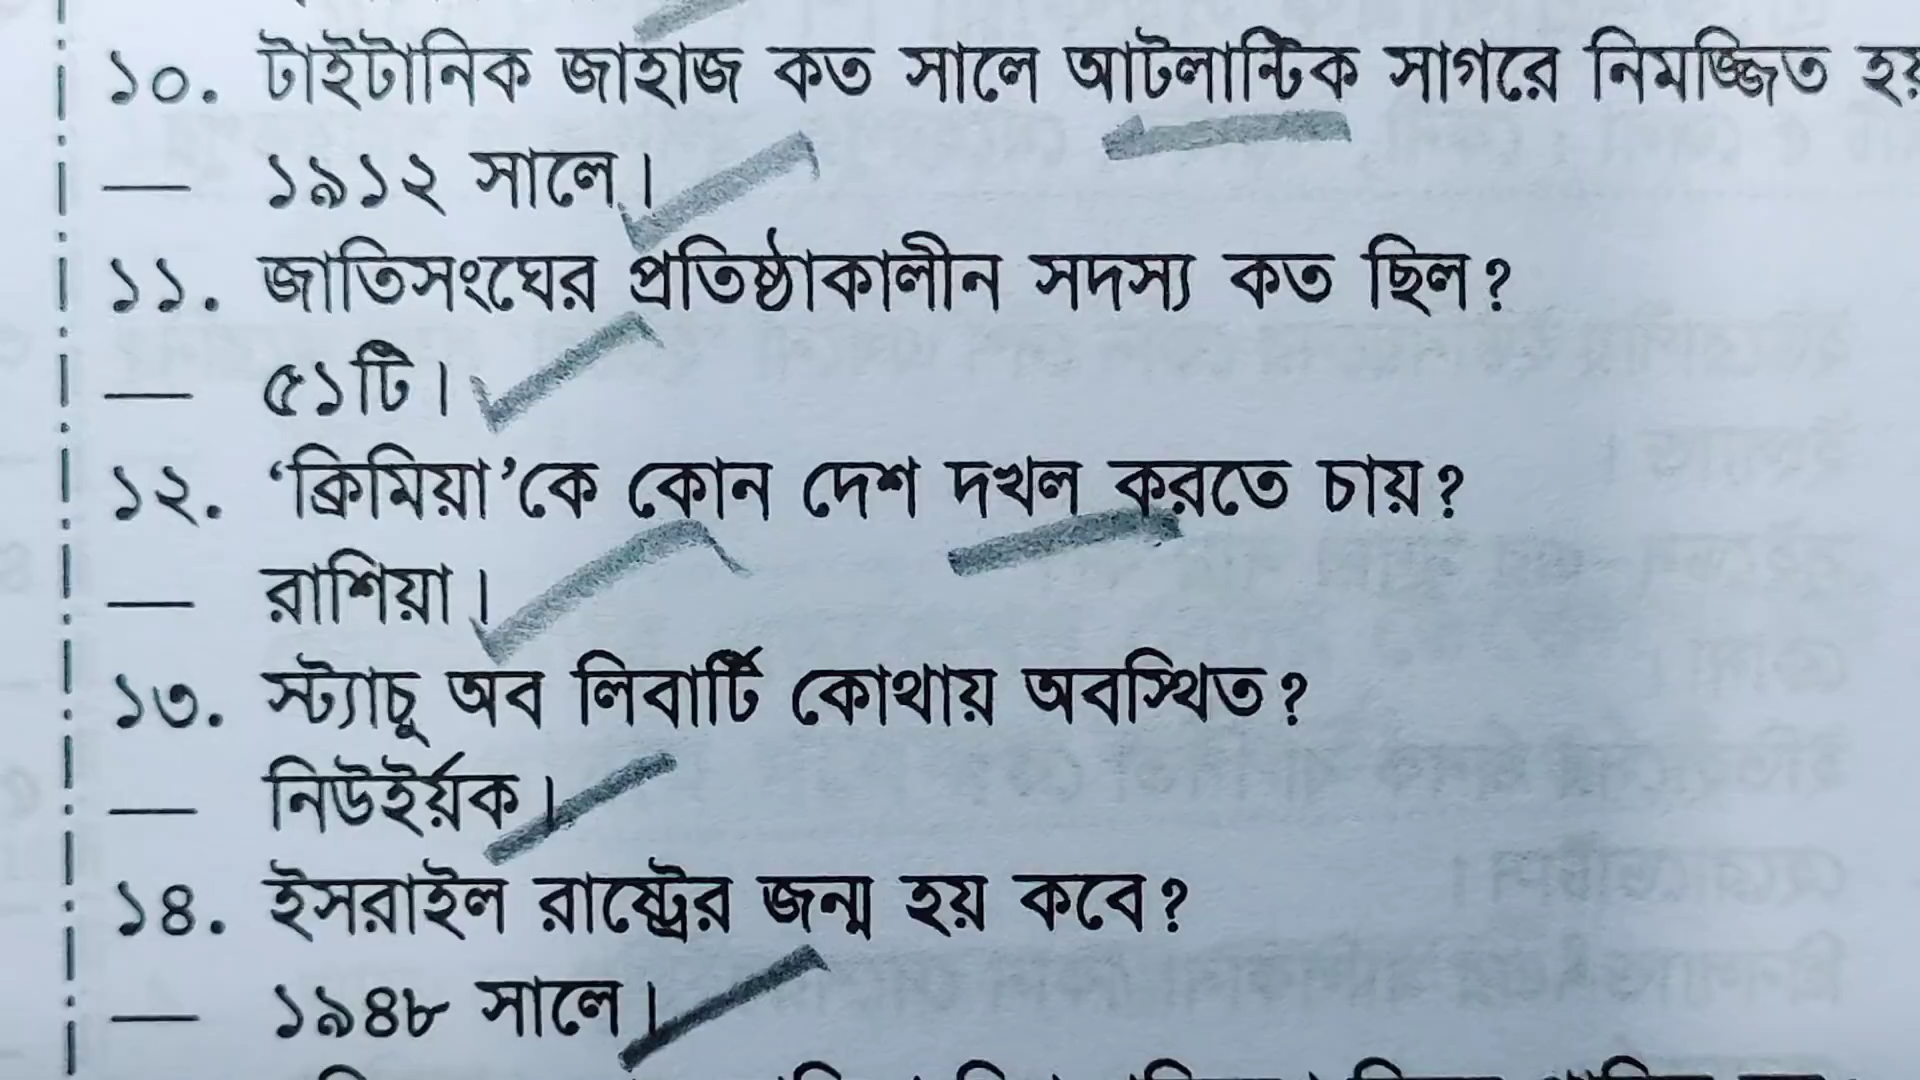 ১০. টাইটানিক জাহাজ কত সালে আটলান্টিক সাগরে নিমজ্জিত হয়
— ১৯১২ সালে।
১১. জাতিসংঘের প্রতিষ্ঠাকালীন সদস্য কত ছিল?
— ৫১টি।
১২. ‘ক্রিমিয়া’কে কোন দেশ দখল করতে চায়?
— রাশিয়া।
১৩. স্ট্যাচু অব লিবার্টি কোথায় অবস্থিত?
— নিউইর্য়ক।
১৪. ইসরাইল রাষ্ট্রের জন্ম হয় কবে?
— ১৯৪৮ সালে।